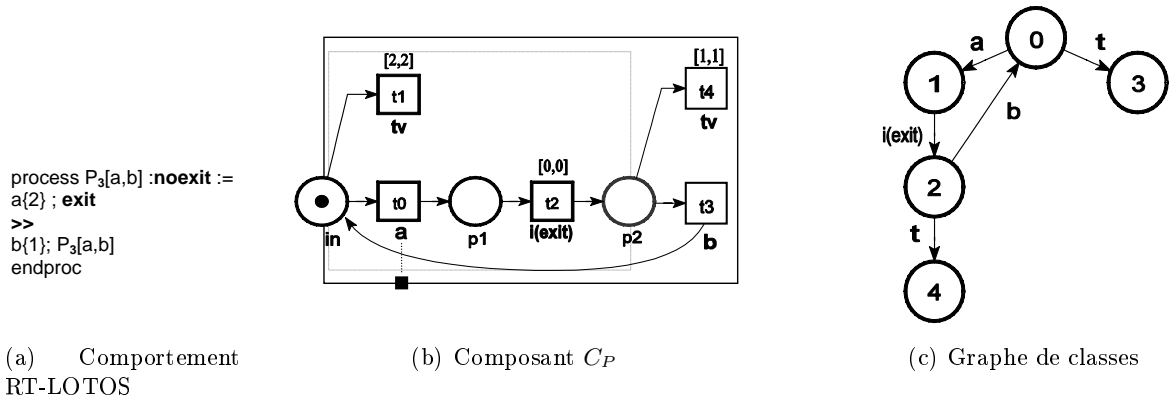 process P3[a,b] :noexit :=
a{2} ; exit
>>
b{1}; P3[a,b]
endproc
(a) Comportement
RT-LOTOS
[2,2]
t1
tv
[1,1]
t4
tv
[0,0]
in
t0
a
p1
t2
i(exit)
p2
t3
b
(b) Composant CP
0
a
t
1
3
b
i(exit)
2
t
4
(c) Graphe de classes